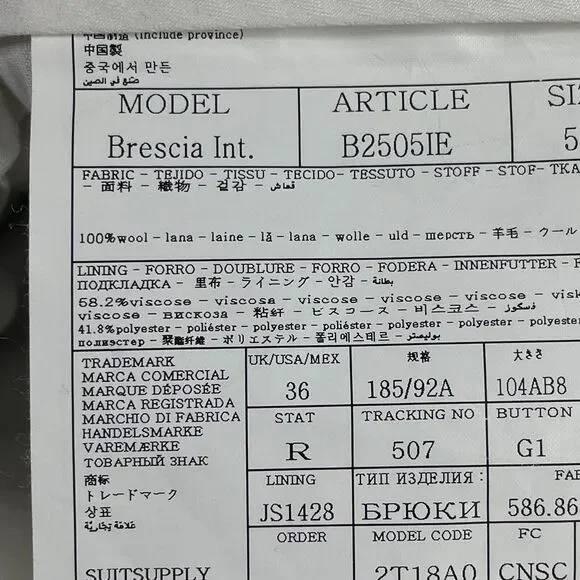 中国制造 (include province)
中国製
중국에서 만든
صنع في الصين
MODEL ARTICLE
Brescia Int. B2505IE 5
FABRIC - TEJIDO - TISSU - TECIDO- TESSUTO - STOFF - STOF- TKA
- 面料 - 織物 - 겉감 - قماش
100%wool - lana - laine - lã - lana - wolle - uld - шерсть - 羊毛 - ウール
LINING - FORRO - DOUBLURE - FORRO - FODERA - INNENFUTTER - F
ПОДКЛАДКА - 里布 - ライニング - 안감 - بطانة
58.2%viscose - viscosa - viscose - viscose - viscose - visk
viscose - вискоза - 粘纤 - ビスコース - 비스코스 - فسكوز
41.8%polyester - poliéster - polyester - poliéster - polyester - polyester
полиэстер - 聚酯纤维 - ポリエステル - 폴리에스테르 - بوليستر
TRADEMARK
MARCA COMERCIAL
MARQUE DÉPOSÉE
MARCA REGISTRADA
MARCHIO DI FABRICA
HANDELSMARKE
VAREMÆRKE
ТОВАРНЫЙ ЗНАК
商标
トレードマーク
상표
علامة تجارية
SUITSUPPLY
UK/USA/MEX 规格 大きさ
36 185/92A 104AB8
STAT TRACKING NO BUTTON
R 507 G1
LINING ТИП ИЗДЕЛИЯ: FA
JS1428 БРЮКИ 586.86
ORDER MODEL CODE FC
2T18A0 CNSC